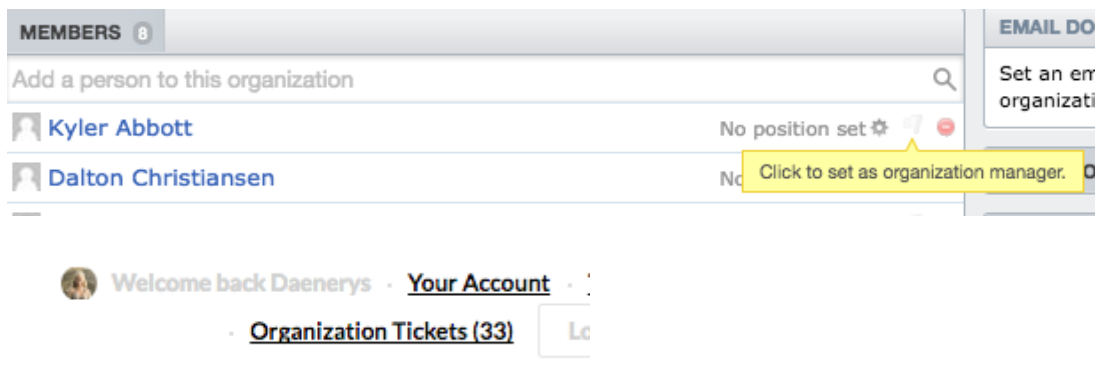 MEMBERS 8
EMAIL DO
Add a person to this organization
Set an em
organizati
Kyler Abbott
No position set
Click to set as organization manager.
Dalton Christiansen
No
Welcome back Daenerys · Your Account ·
· Organization Tickets (33)
Lo